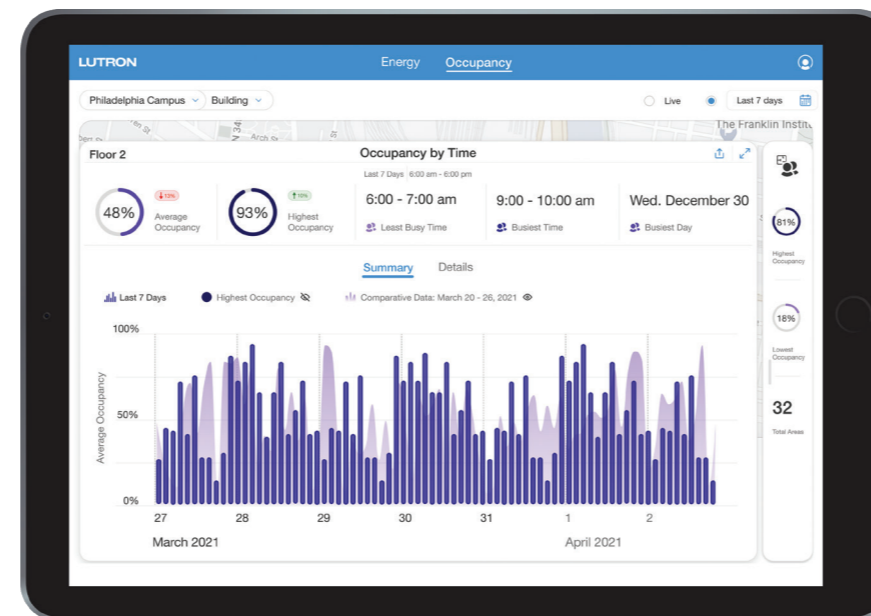 LUTRON
Energy
Occupancy
Philadelphia Campus
Building
Live
Last 7 days
Arch
The Franklin Institu
Floor 2
Occupancy by Time
Last 7 Days 6:00 am - 6:00 pm
48%
Average
Occupancy
93%
Highest
Occupancy
6:00 - 7:00 am
Least Busy Time
9:00 - 10:00 am
Busiest Time
Wed. December 30
Busiest Day
Summary
Details
Last 7 Days
Highest Occupancy
Comparative Data: March 20 - 26, 2021
100%
50%
0%
Average Occupancy
27
28
29
30
31
1
2
March 2021
April 2021
81%
Highest
Occupancy
18%
Lowest
Occupancy
32
Total Areas